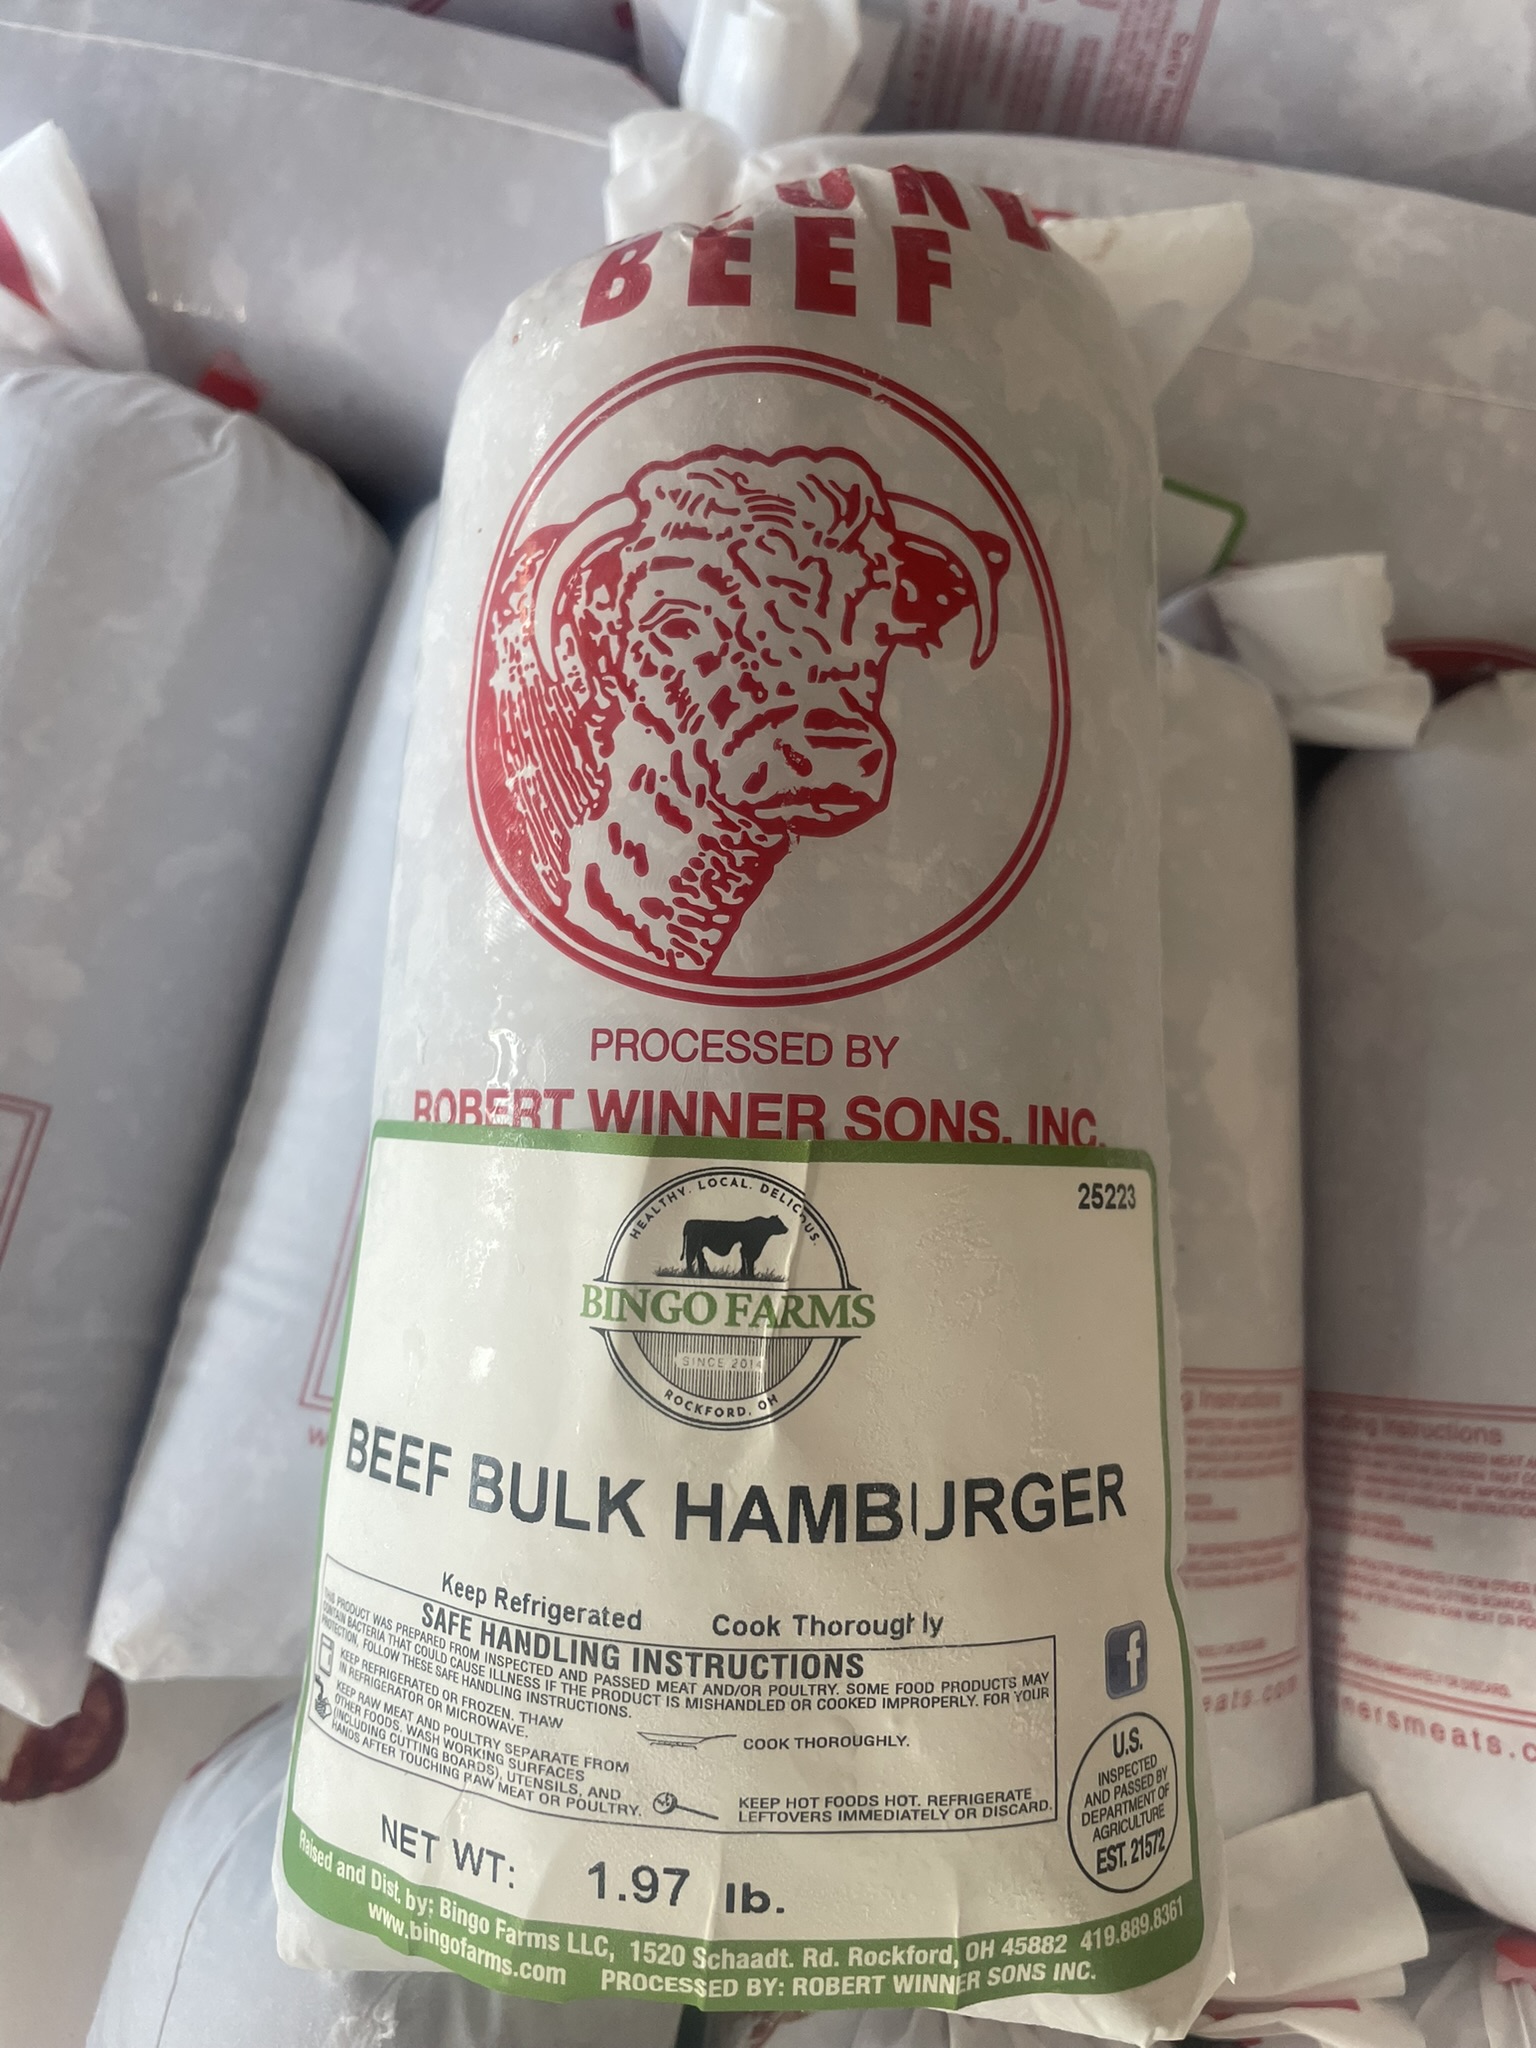 BEEF
PROCESSED BY
ROBERT WINNER SONS, INC.
25223
HEALTHY. LOCAL. DELICIOUS.
BINGO FARMS
SINCE 2014
ROCKFORD, OH
BEEF BULK HAMBURGER
Keep Refrigerated Cook Thoroughly
SAFE HANDLING INSTRUCTIONS
THIS PRODUCT WAS PREPARED FROM INSPECTED AND PASSED MEAT AND/OR POULTRY. SOME FOOD PRODUCTS MAY
CONTAIN BACTERIA THAT COULD CAUSE ILLNESS IF THE PRODUCT IS MISHANDLED OR COOKED IMPROPERLY. FOR YOUR
PROTECTION, FOLLOW THESE SAFE HANDLING INSTRUCTIONS.
KEEP REFRIGERATED OR FROZEN. THAW
IN REFRIGERATOR OR MICROWAVE.
KEEP RAW MEAT AND POULTRY SEPARATE FROM
OTHER FOODS. WASH WORKING SURFACES
(INCLUDING CUTTING BOARDS), UTENSILS, AND
HANDS AFTER TOUCHING RAW MEAT OR POULTRY.
COOK THOROUGHLY.
KEEP HOT FOODS HOT. REFRIGERATE
LEFTOVERS IMMEDIATELY OR DISCARD.
f
U.S.
INSPECTED
AND PASSED BY
DEPARTMENT OF
AGRICULTURE
EST. 21572
NET WT: 1.97 lb.
Raised and Dist. by: Bingo Farms LLC, 1520 Schaadt. Rd. Rockford, OH 45882 419.889.8361
www.bingofarms.com PROCESSED BY: ROBERT WINNER SONS INC.